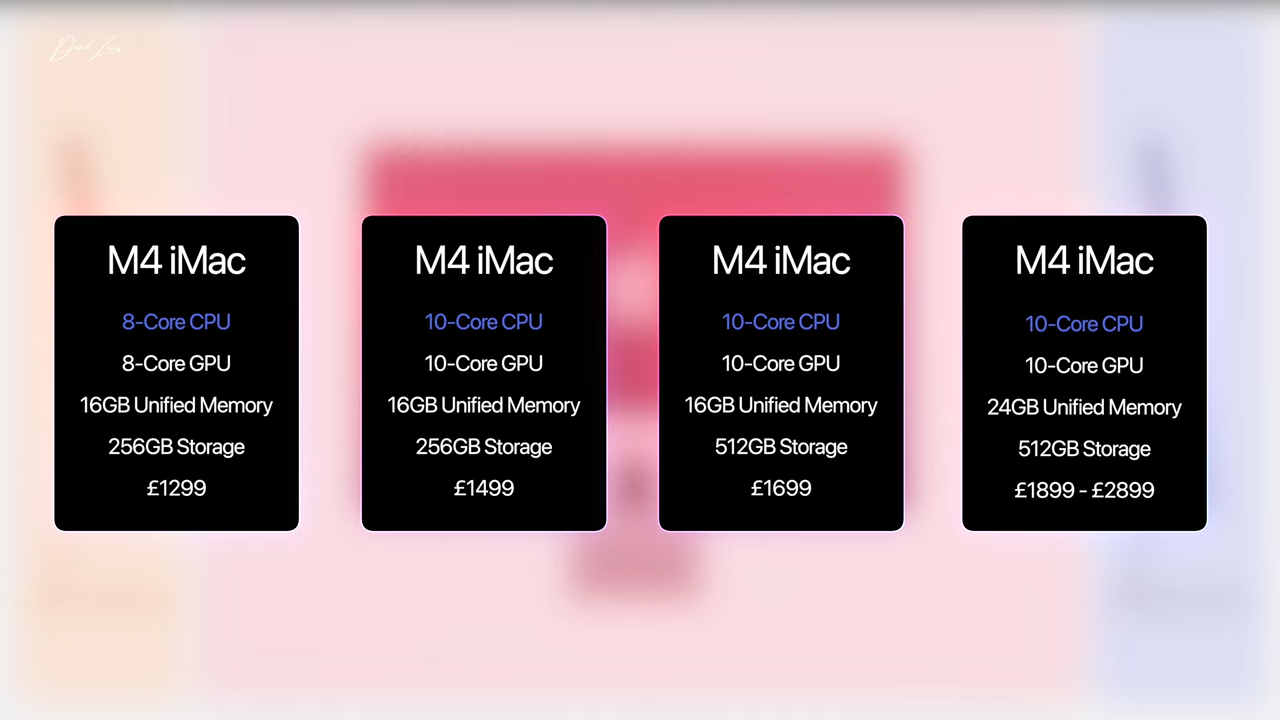 M4 iMac
8-Core CPU
8-Core GPU
16GB Unified Memory
256GB Storage
£1299
M4 iMac
10-Core CPU
10-Core GPU
16GB Unified Memory
256GB Storage
£1499
M4 iMac
10-Core CPU
10-Core GPU
16GB Unified Memory
512GB Storage
£1699
M4 iMac
10-Core CPU
10-Core GPU
24GB Unified Memory
512GB Storage
£1899 - £2899